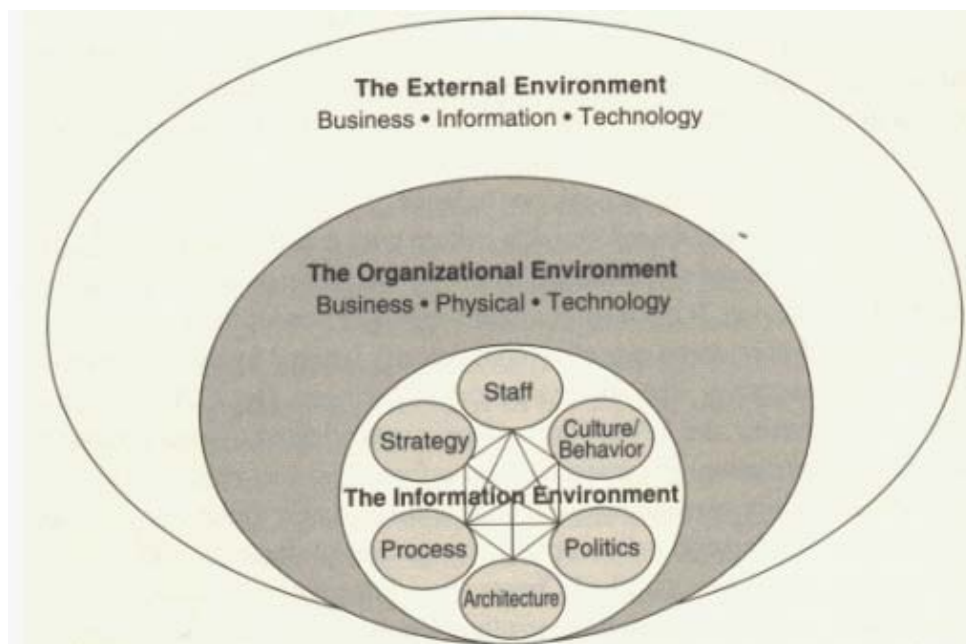 The External Environment
Business • Information • Technology
The Organizational Environment
Business • Physical • Technology
Staff
Strategy
Culture/
Behavior
The Information Environment
Process
Politics
Architecture